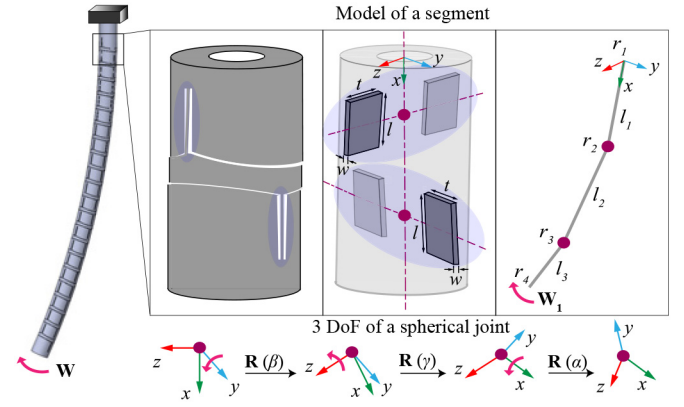 Model of a segment
W
z y
x
t
l
w
t
l
w
r1
z y
x
l1
r2
l2
r3
l3
r4
W1
3 DoF of a spherical joint
z x y
R (β)
z x y
R (γ)
z y x
R (α)
y z x